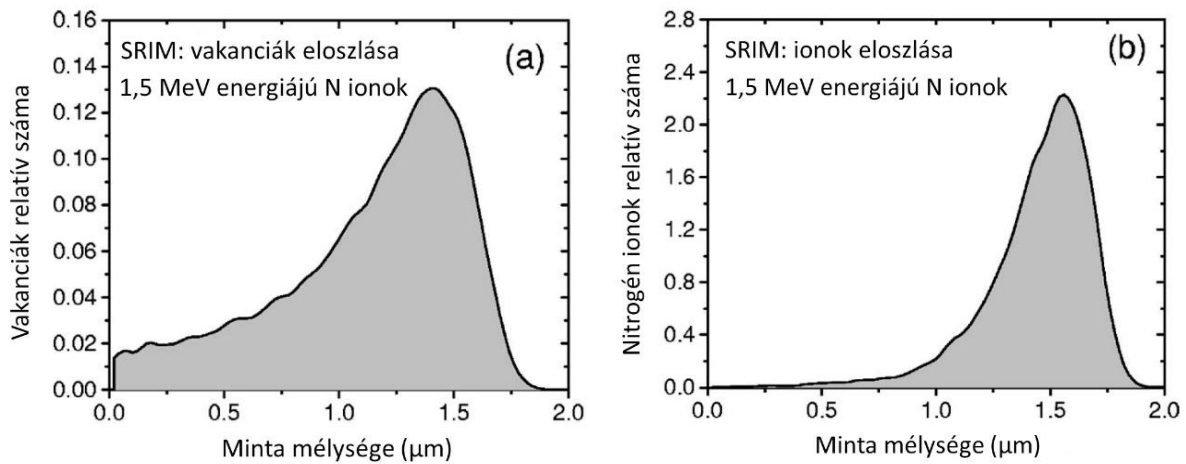 SRIM: vakanciák eloszlása
(a)
1,5 MeV energiájú N ionok
Vakanciák relatív száma
0.16
0.14
0.12
0.10
0.08
0.06
0.04
0.02
0.00
0.0 0.5 1.0 1.5 2.0
Minta mélysége (µm)
SRIM: ionok eloszlása
(b)
1,5 MeV energiájú N ionok
Nitrogén ionok relatív száma
2.8
2.4
2.0
1.6
1.2
0.8
0.4
0.0
0.0 0.5 1.0 1.5 2.0
Minta mélysége (µm)